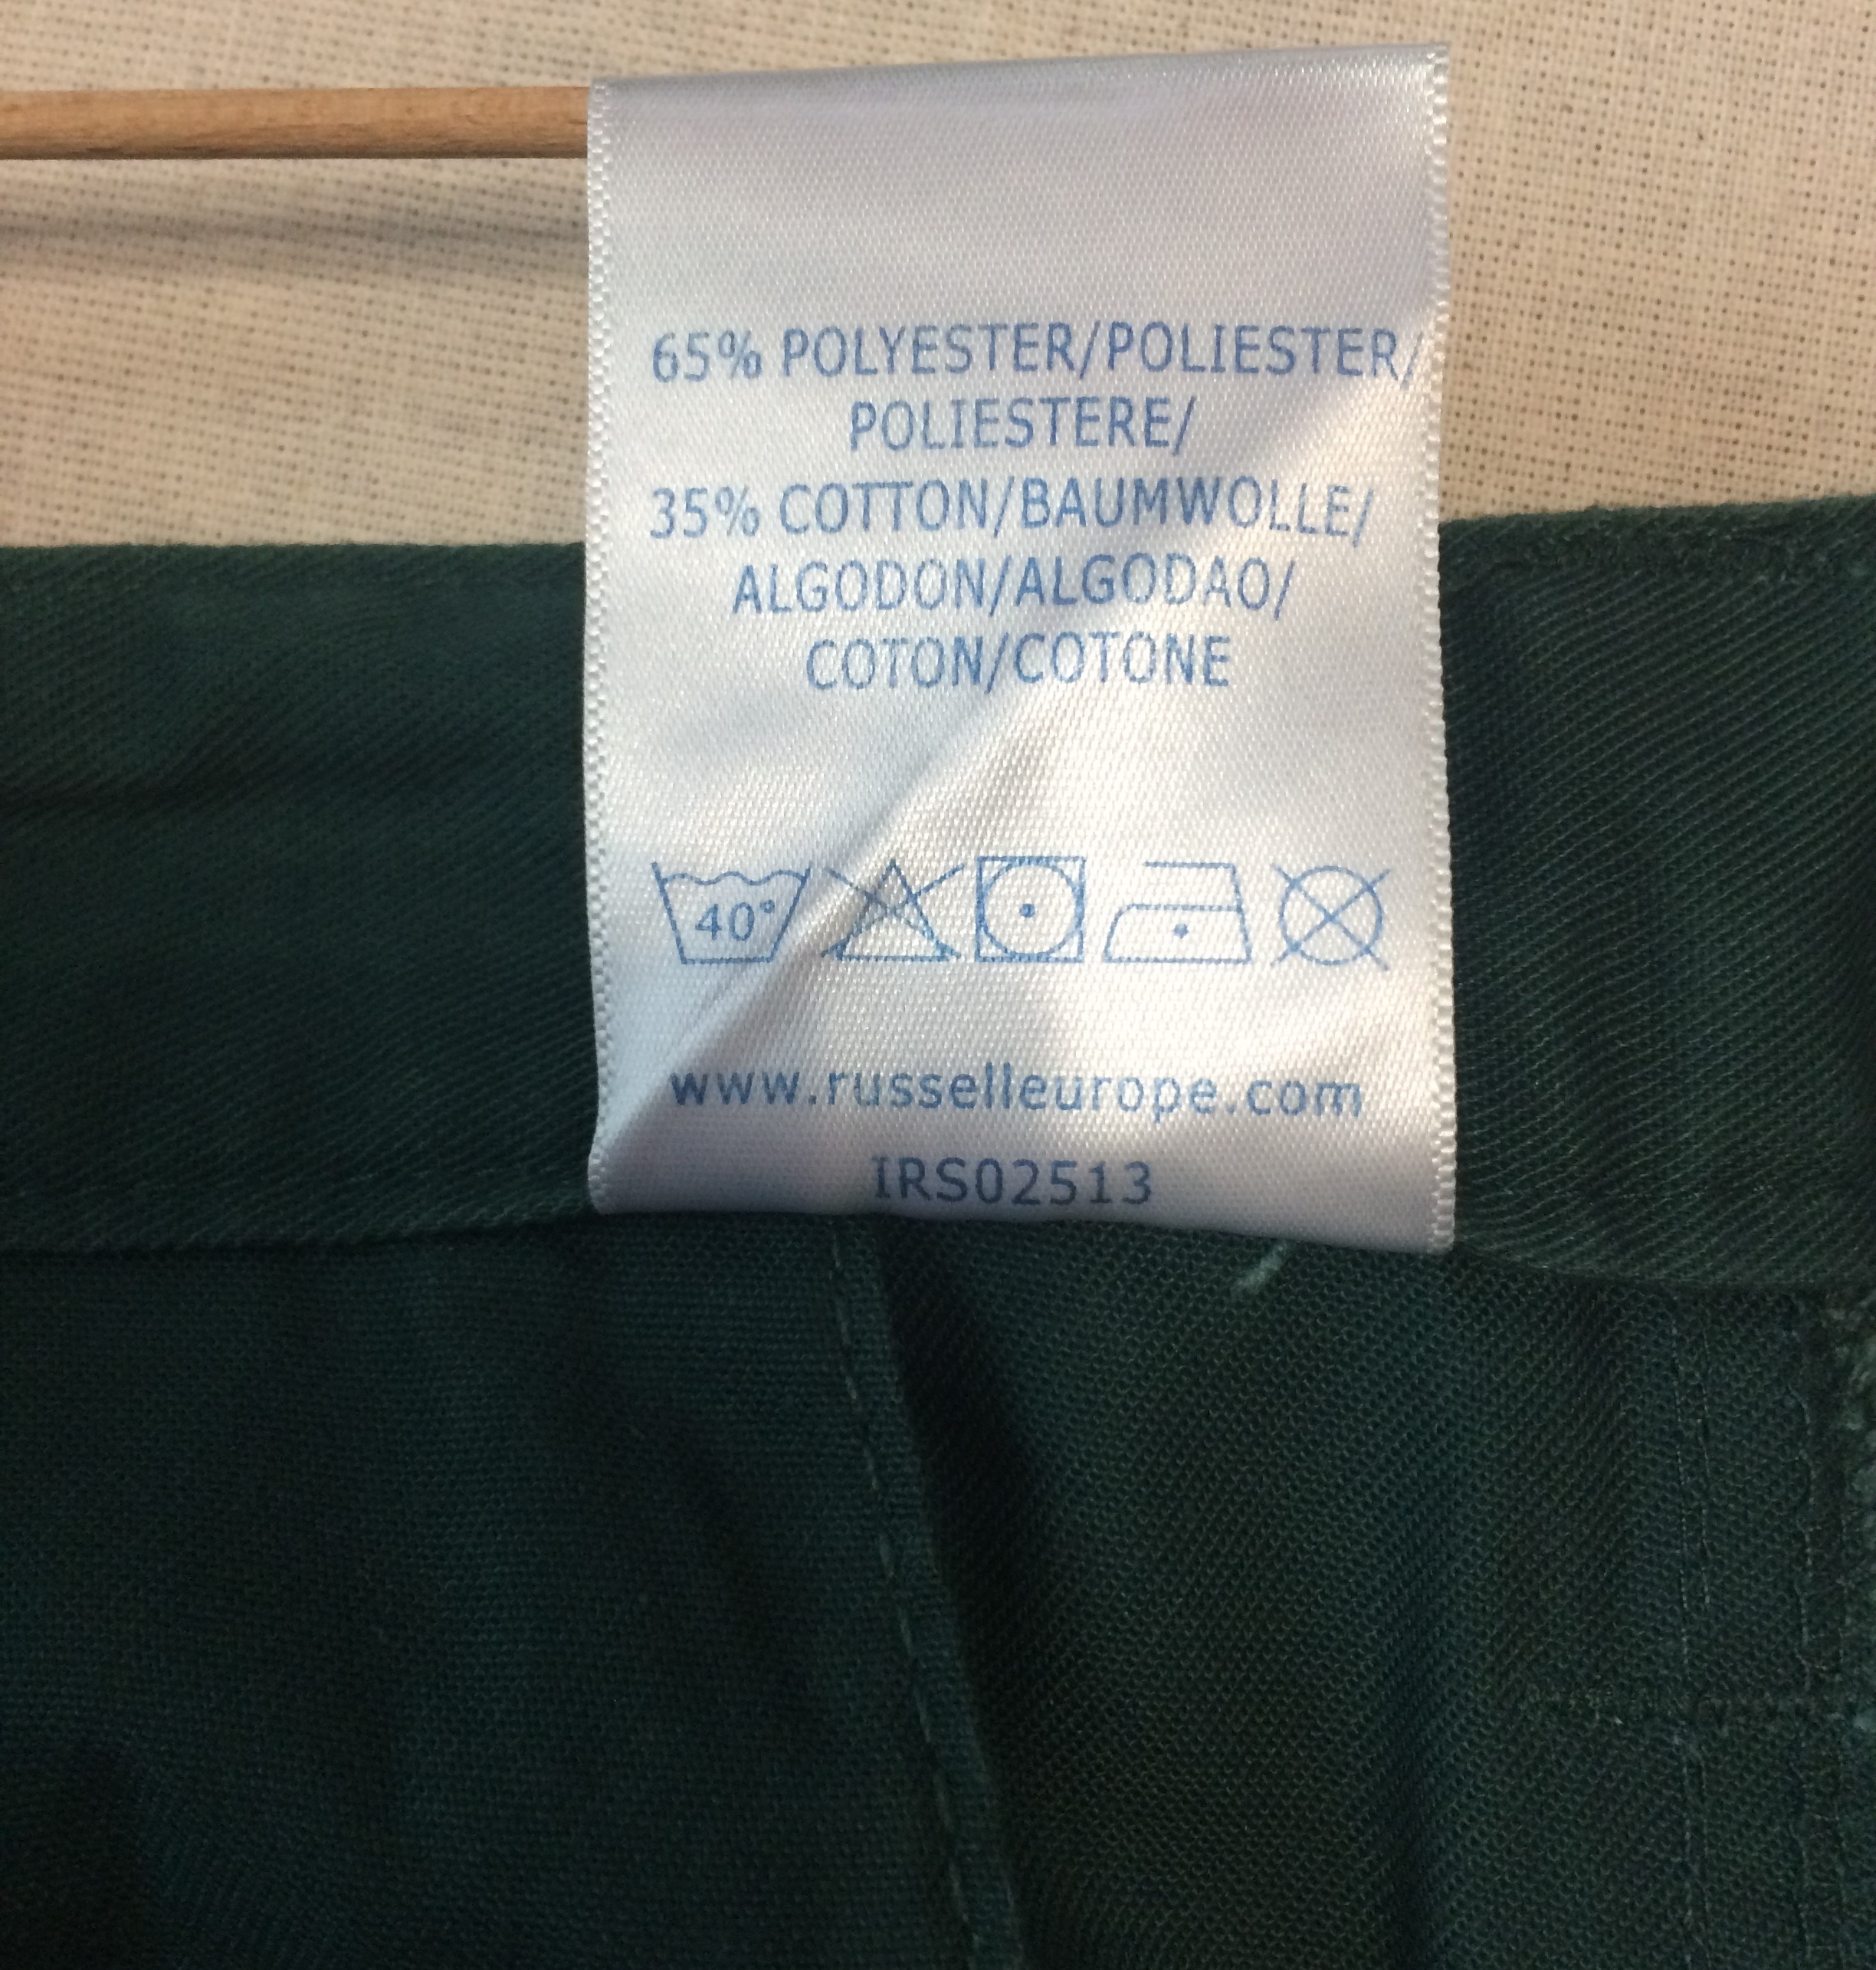 65% POLYESTER/POLIESTER/
POLIESTERE/
35% COTTON/BAUMWOLLE/
ALGODON/ALGODAO/
COTON/COTONE
40°
www.russelleurope.com
IRS02513